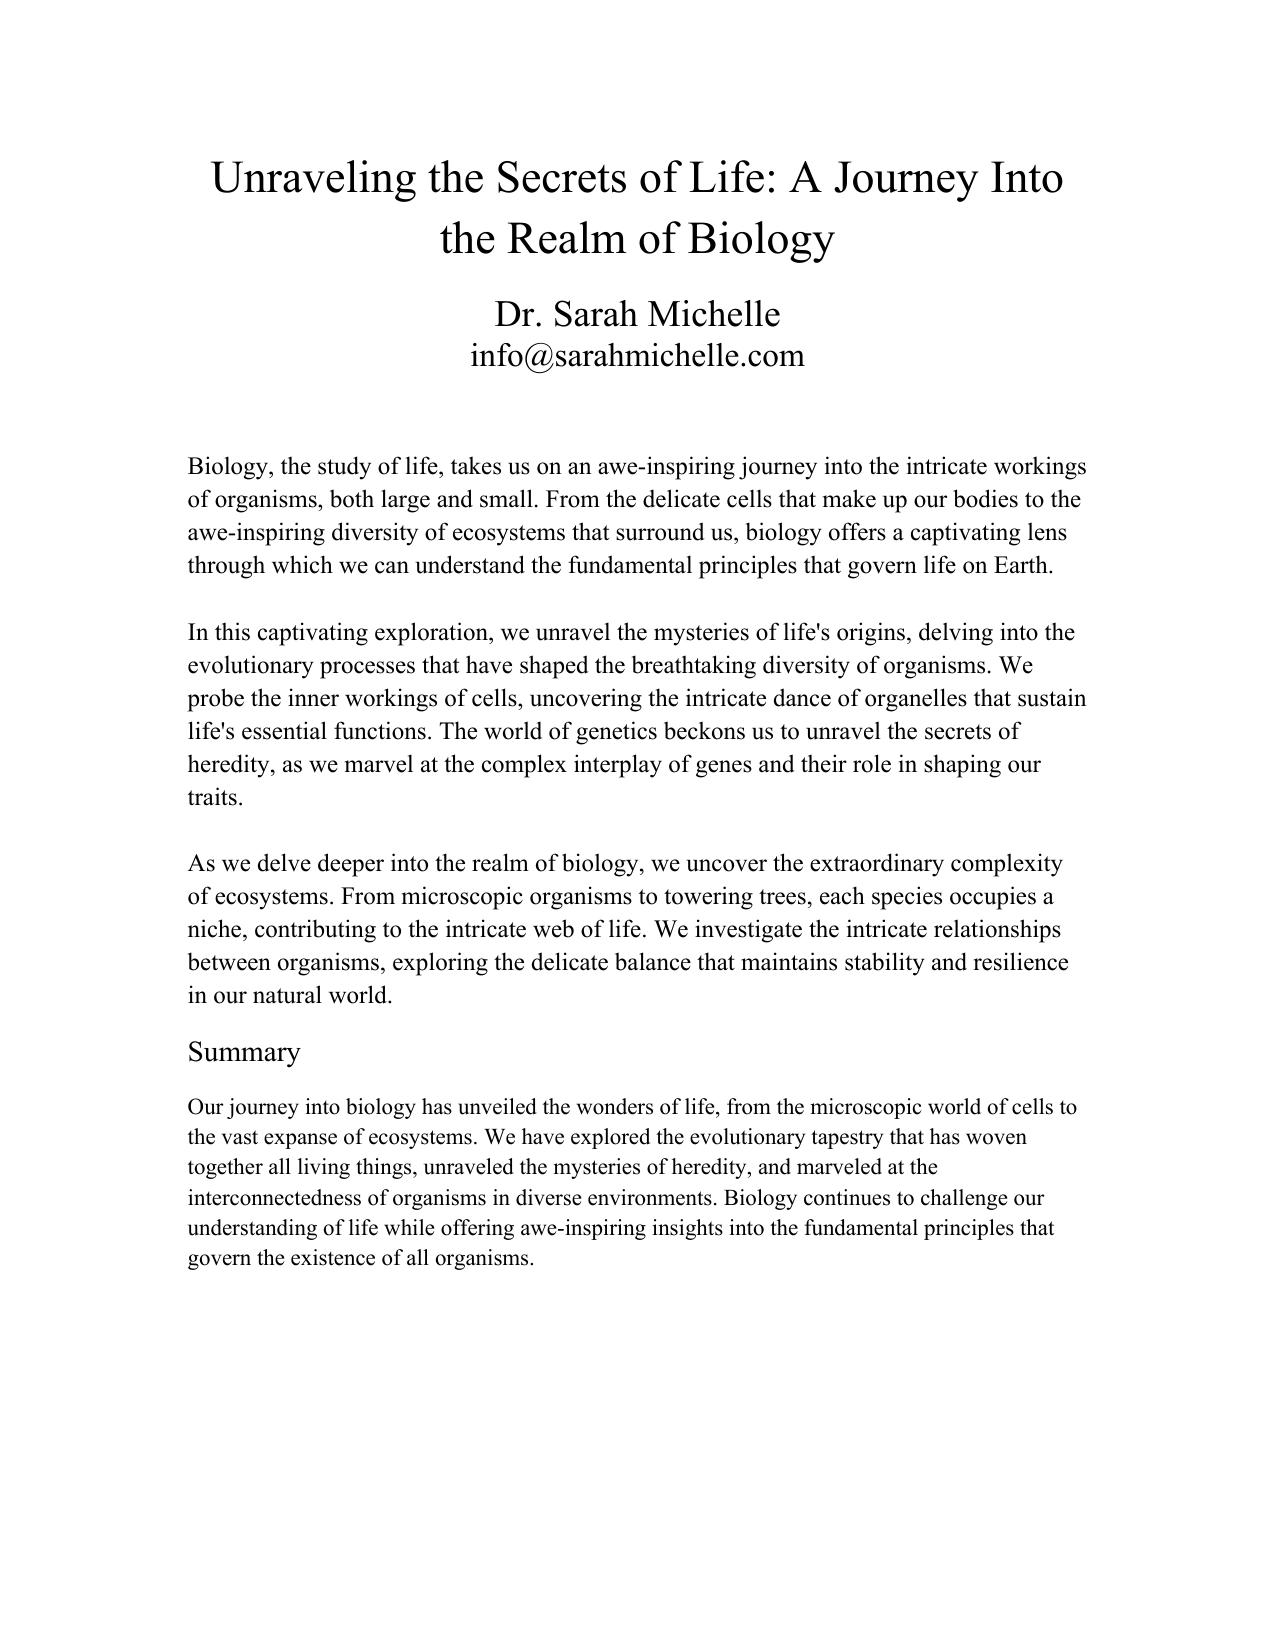 Unraveling the Secrets of Life: A Journey Into
the Realm of Biology
Dr. Sarah Michelle
info@sarahmichelle.com
Biology, the study of life, takes us on an awe-inspiring journey into the intricate workings
of organisms, both large and small. From the delicate cells that make up our bodies to the
awe-inspiring diversity of ecosystems that surround us, biology offers a captivating lens
through which we can understand the fundamental principles that govern life on Earth.
In this captivating exploration, we unravel the mysteries of life's origins, delving into the
evolutionary processes that have shaped the breathtaking diversity of organisms. We
probe the inner workings of cells, uncovering the intricate dance of organelles that sustain
life's essential functions. The world of genetics beckons us to unravel the secrets of
heredity, as we marvel at the complex interplay of genes and their role in shaping our
traits.
As we delve deeper into the realm of biology, we uncover the extraordinary complexity
of ecosystems. From microscopic organisms to towering trees, each species occupies a
niche, contributing to the intricate web of life. We investigate the intricate relationships
between organisms, exploring the delicate balance that maintains stability and resilience
in our natural world.
Summary
Our journey into biology has unveiled the wonders of life, from the microscopic world of cells to
the vast expanse of ecosystems. We have explored the evolutionary tapestry that has woven
together all living things, unraveled the mysteries of heredity, and marveled at the
interconnectedness of organisms in diverse environments. Biology continues to challenge our
understanding of life while offering awe-inspiring insights into the fundamental principles that
govern the existence of all organisms.